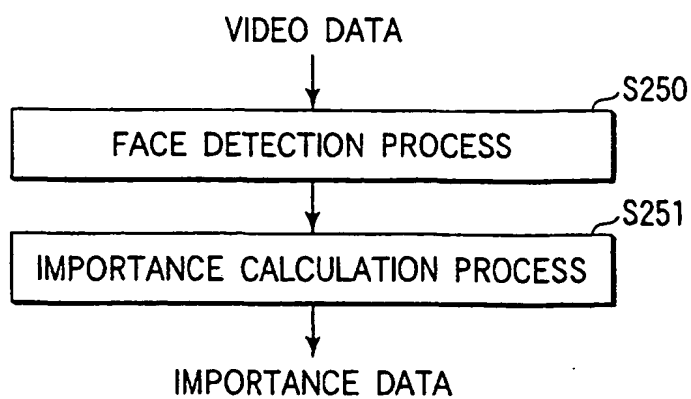 VIDEO DATA
S250
FACE DETECTION PROCESS
S251
IMPORTANCE CALCULATION PROCESS
IMPORTANCE DATA